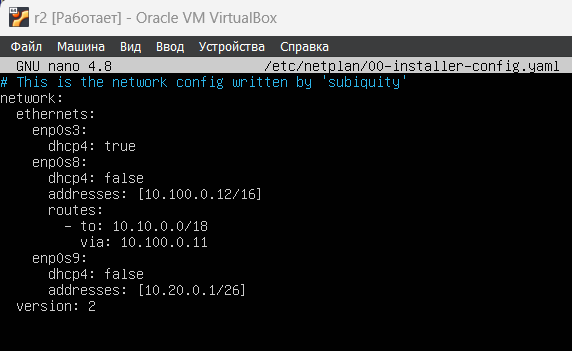 r2 [Работает] - Oracle VM VirtualBox
Файл Машина Вид Ввод Устройства Справка
GNU nano 4.8 /etc/netplan/00-installer-config.yaml
# This is the network config written by 'subiquity'
network:
  ethernets:
    enp0s3:
      dhcp4: true
    enp0s8:
      dhcp4: false
      addresses: [10.100.0.12/16]
      routes:
        - to: 10.10.0.0/18
          via: 10.100.0.11
    enp0s9:
      dhcp4: false
      addresses: [10.20.0.1/26]
  version: 2